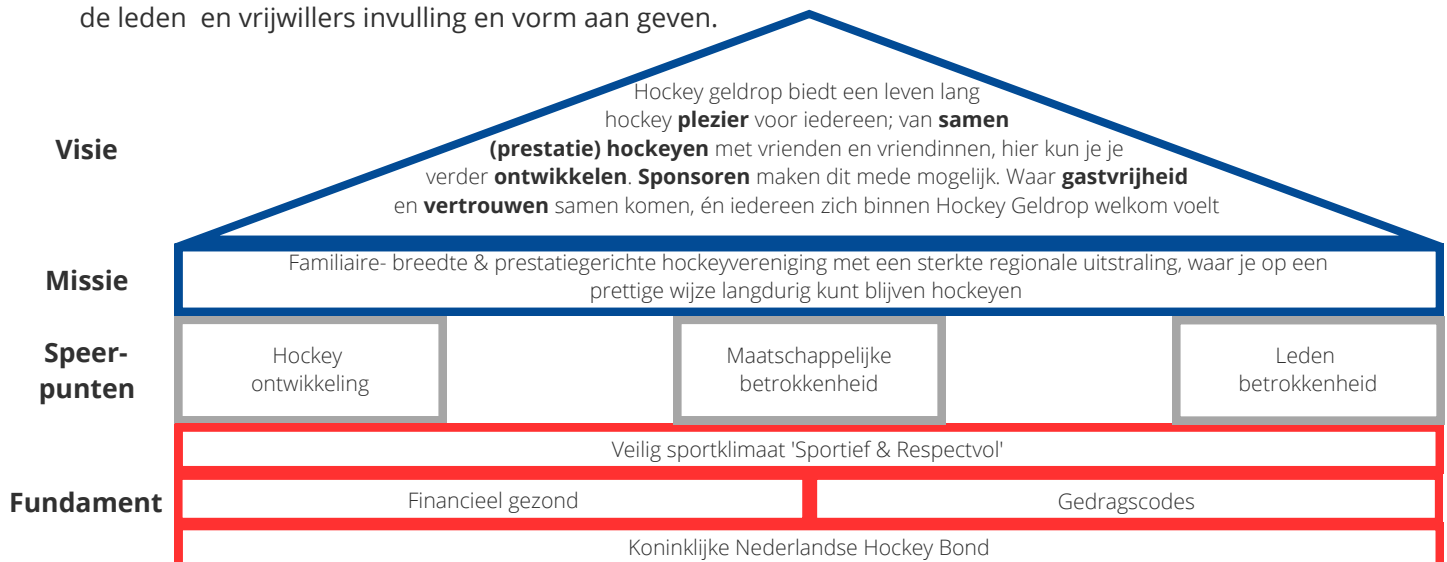 de leden en vrijwillers invulling en vorm aan geven.
Visie
Hockey geldrop biedt een leven lang
hockey plezier voor iedereen; van samen
(prestatie) hockeyen met vrienden en vriendinnen, hier kun je je
verder ontwikkelen. Sponsoren maken dit mede mogelijk. Waar gastvrijheid
en vertrouwen samen komen, én iedereen zich binnen Hockey Geldrop welkom voelt
Missie
Familiaire- breedte & prestatiegerichte hockeyvereniging met een sterkte regionale uitstraling, waar je op een
prettige wijze langdurig kunt blijven hockeyen
Speer-
punten
Hockey
ontwikkeling
Maatschappelijke
betrokkenheid
Leden
betrokkenheid
Veilig sportklimaat 'Sportief & Respectvol'
Fundament
Financieel gezond
Gedragscodes
Koninklijke Nederlandse Hockey Bond